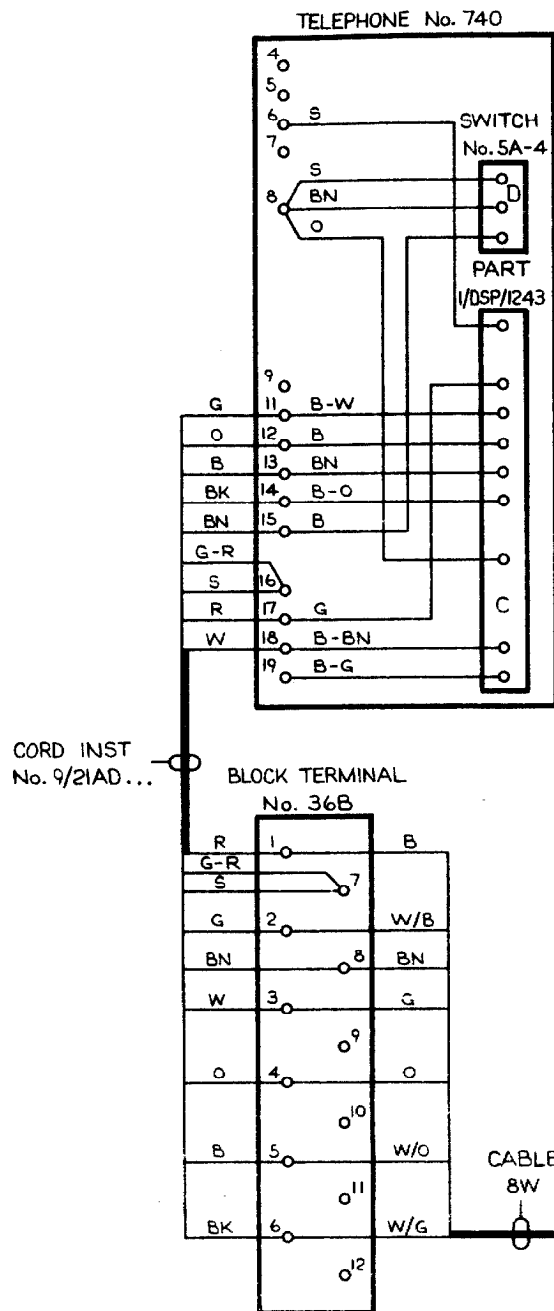 TELEPHONE No. 740
4
5
6 S
SWITCH
7
No. 5A-4
S
D
8 BN
O
PART
1/DSP/1243
9
G 11 B-W
O 12 B
B 13 BN
BK 14 B-O
BN 15 B
G-R
S 16
C
R 17 G
W 18 B-BN
19 B-G
CORD INST
No. 9/21AD...
BLOCK TERMINAL
No. 36B
R 1 B
G-R
S 7
G 2 W/B
BN 8 BN
W 3 G
9
O 4 O
10
B 5 W/O
CABLE
8W
11
BK 6 W/G
12